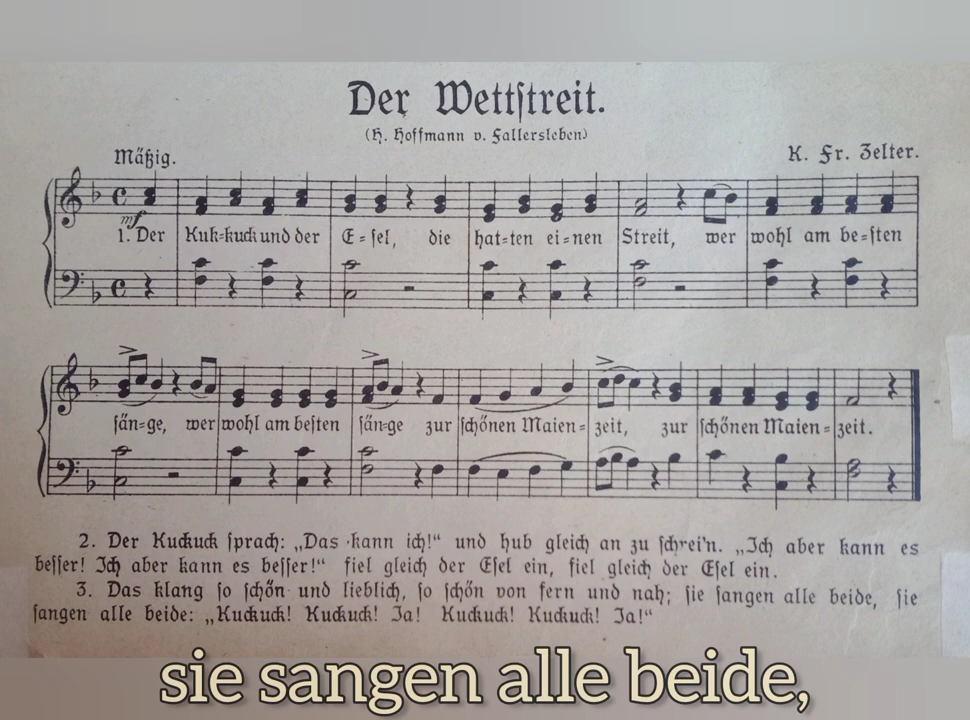 Der Wettstreit.
(H. Hoffmann v. Fallersleben)
Mäßig.
K. Fr. Zelter.
mf
1. Der Kuk=kuck und der E=sel, die hat=ten ei=nen Streit, wer wohl am be=sten
sän=ge, wer wohl am besten sän=ge zur schönen Maien=zeit, zur schönen Maien=zeit.
2. Der Kuckuck sprach: „Das kann ich!“ und hub gleich an zu schrei'n. „Ich aber kann es
besser! Ich aber kann es besser!“ fiel gleich der Esel ein, fiel gleich der Esel ein.
3. Das klang so schön und lieblich, so schön von fern und nah; sie sangen alle beide, sie
sangen alle beide: „Kuckuck! Kuckuck! Ja! Kuckuck! Kuckuck! Ja!“
sie sangen alle beide,